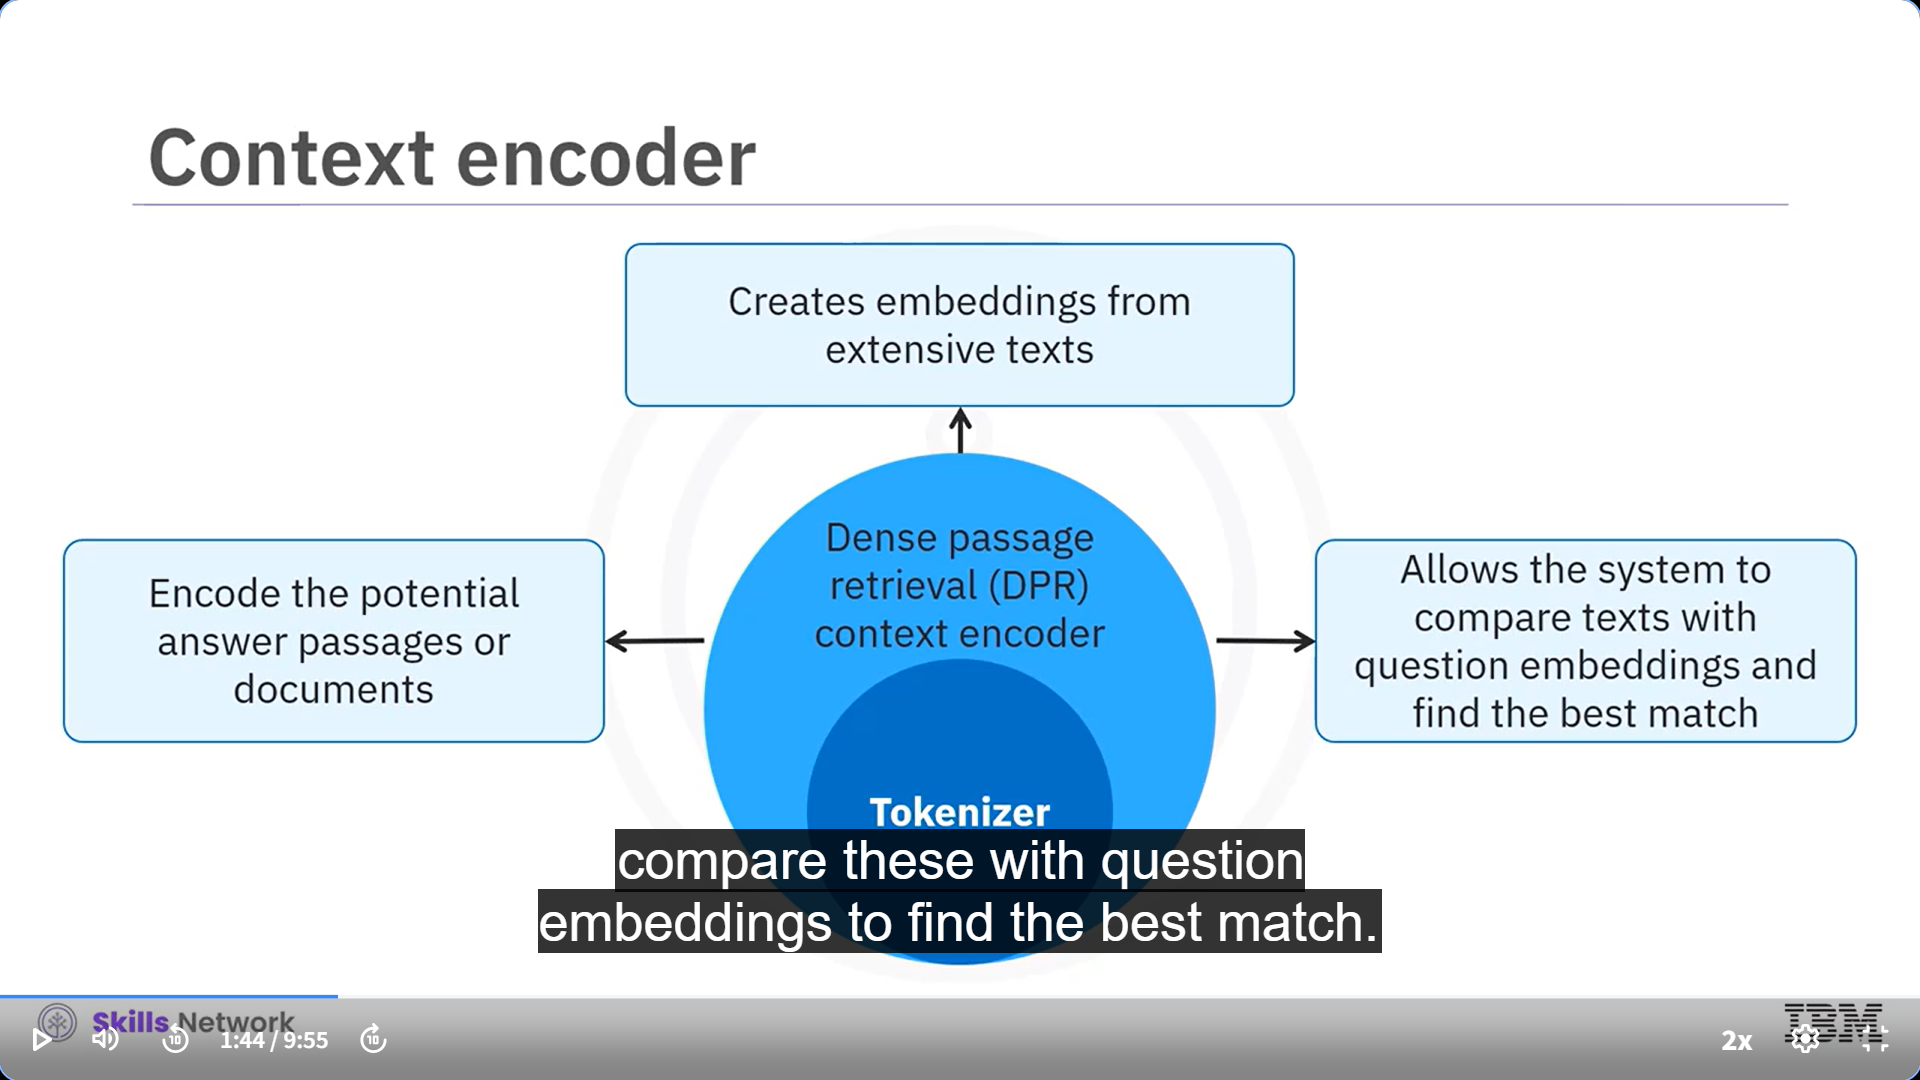 Context encoder
Creates embeddings from
extensive texts
Dense passage
retrieval (DPR)
context encoder
Encode the potential
answer passages or
documents
Allows the system to
compare texts with
question embeddings and
find the best match
Tokenizer
compare these with question
embeddings to find the best match.
Skills Network
IBM
10
1:44 / 9:55
10
2x